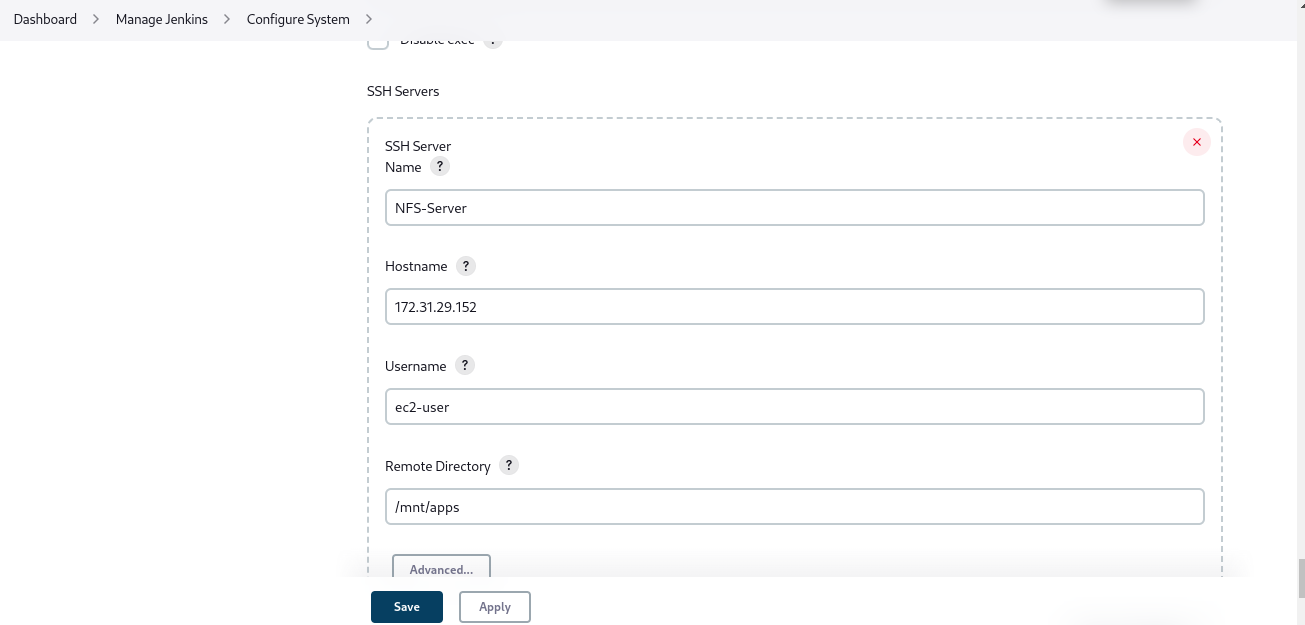 Dashboard > Manage Jenkins > Configure System >
Disable exec ?
SSH Servers
SSH Server
Name ?
NFS-Server
Hostname ?
172.31.29.152
Username ?
ec2-user
Remote Directory ?
/mnt/apps
Advanced...
Save Apply